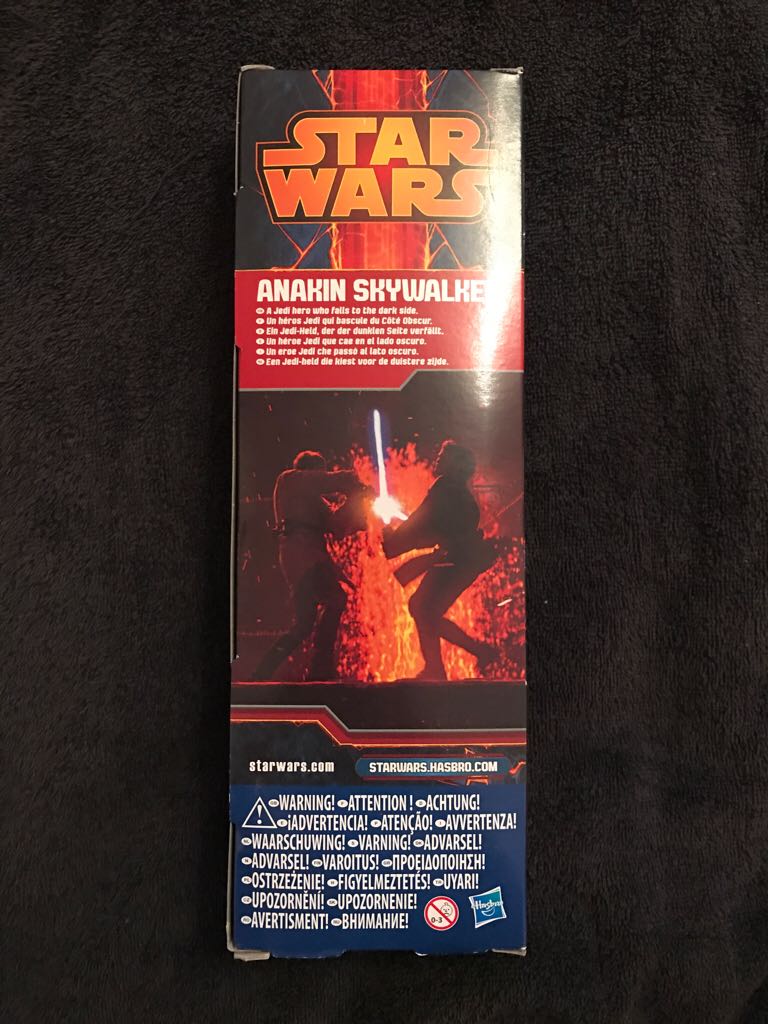 STAR
WARS
ANAKIN SKYWALKE
A Jedi hero who falls to the dark side.
Un héros Jedi qui bascule du Côté Obscur.
Ein Jedi-Held, der der dunklen Seite verfällt.
Un héroe Jedi que cae en el lado oscuro.
Un eroe Jedi che passò al lato oscuro.
Een Jedi-held die kiest voor de duistere zijde.
starwars.com STARWARS.HASBRO.COM
WARNING! ATTENTION ! ACHTUNG!
¡ADVERTENCIA! ATENÇÃO! AVVERTENZA!
WAARSCHUWING! VARNING! ADVARSEL!
ADVARSEL! VAROITUS! ΠΡΟΕΙΔΟΠΟΙΗΣΗ!
OSTRZEŻENIE! FIGYELMEZTETÉS! UYARI!
UPOZORNĚNÍ! UPOZORNENIE!
AVERTISMENT! ВНИМАНИЕ!
0-3
Hasbro